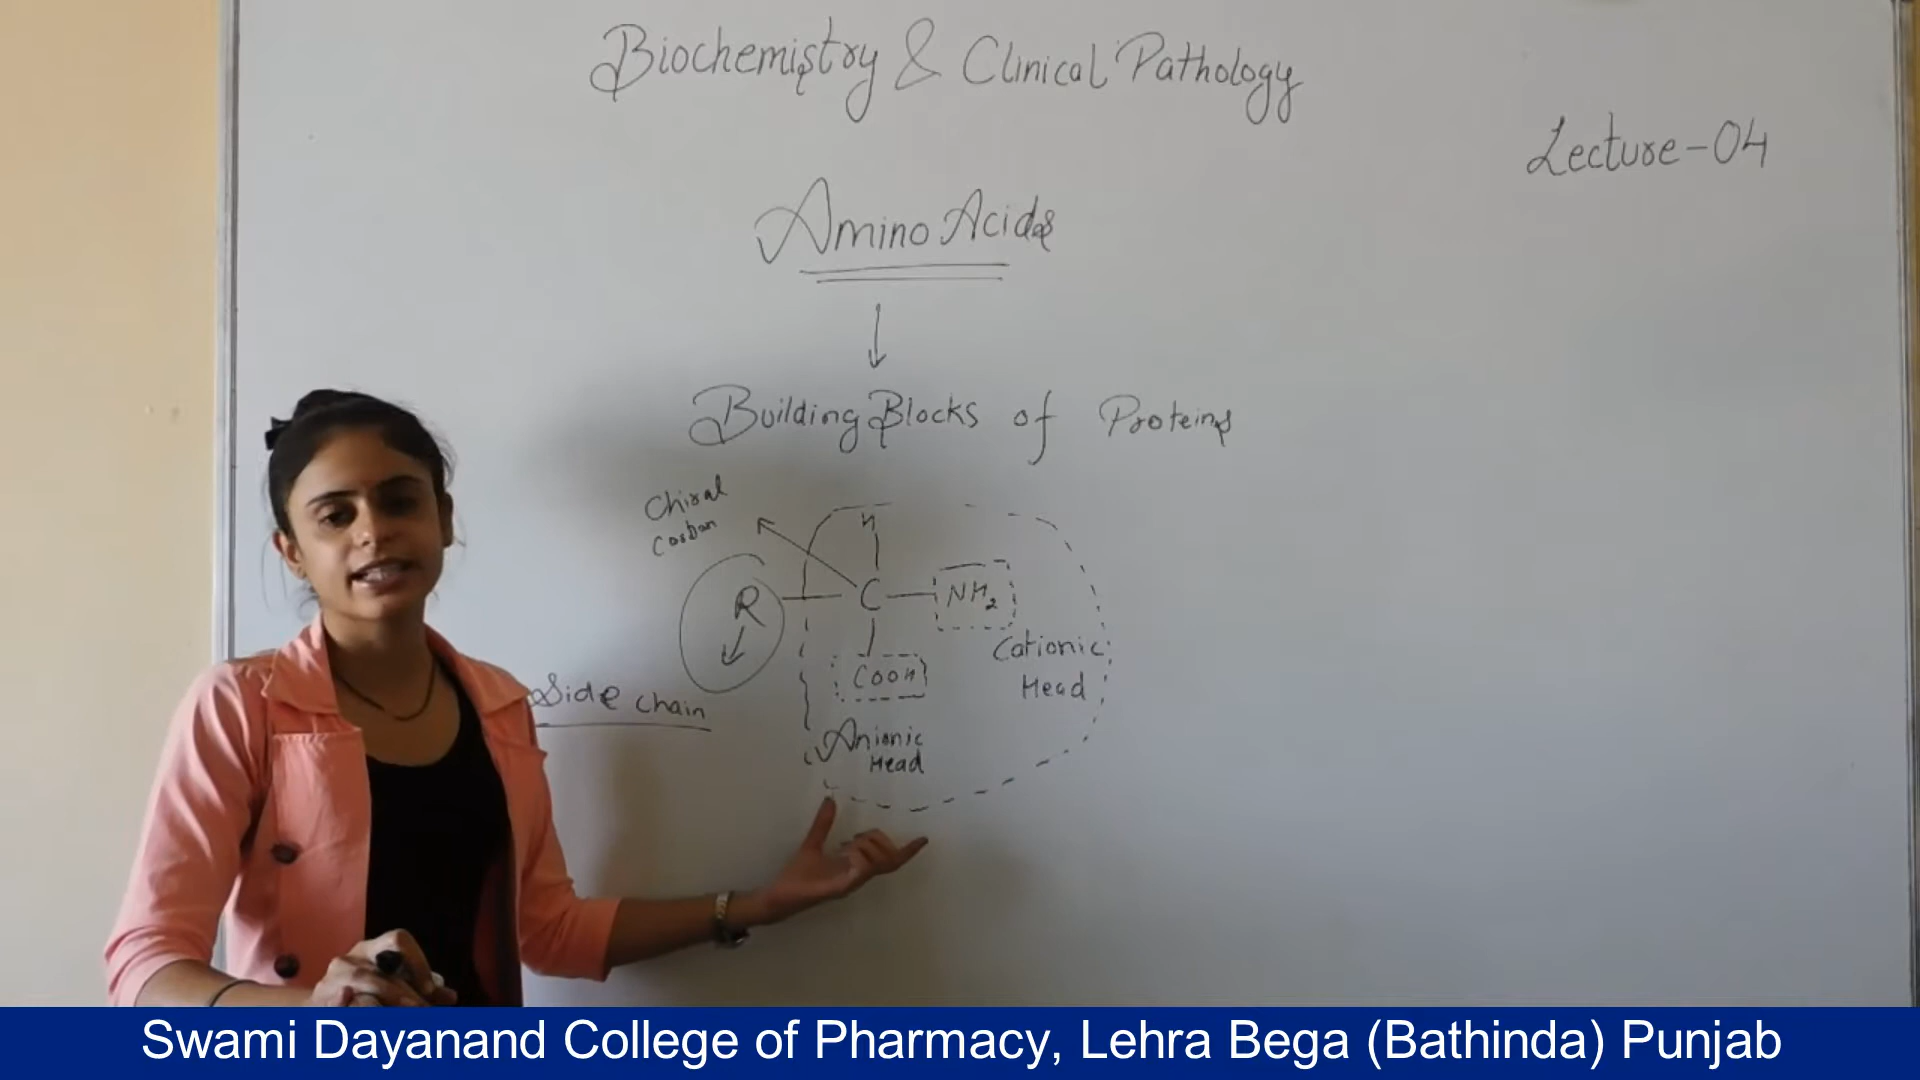 Biochemistry & Clinical Pathology
Lecture-04
Amino Acids
Building Blocks of Proteins
Chiral
Carbon
H
R C NH2
COOH
Cationic
Head
Side chain
Anionic
Head
Swami Dayanand College of Pharmacy, Lehra Bega (Bathinda) Punjab